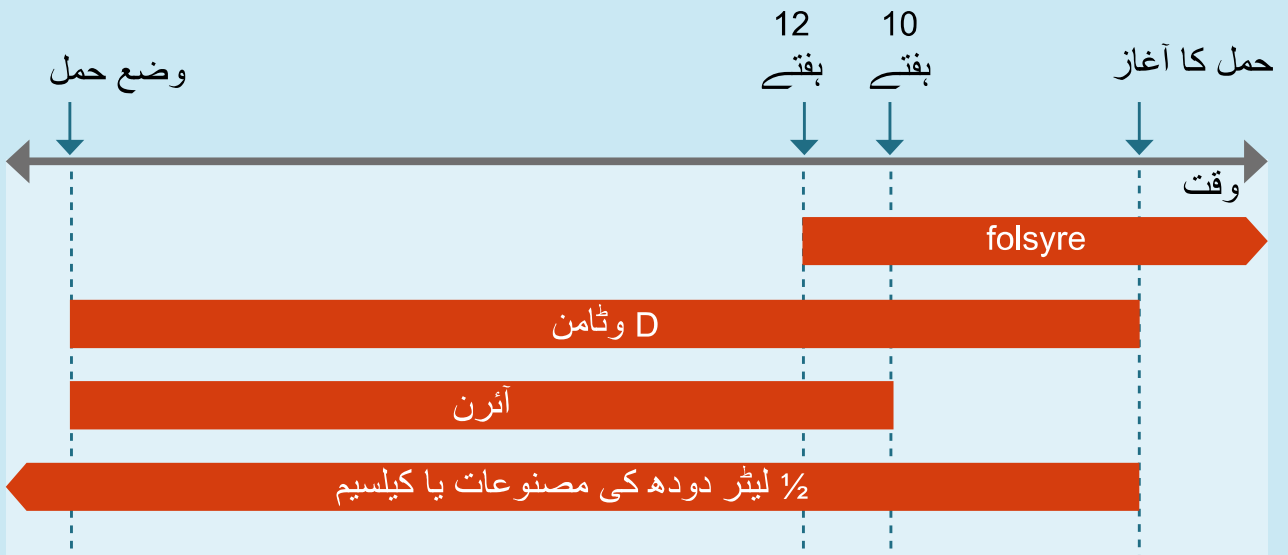 حمل کا آغاز
10
ہفتے
12
ہفتے
وضع حمل
وقت
folsyre
وٹامن D
آئرن
½ لیٹر دودھ کی مصنوعات یا کیلسیم